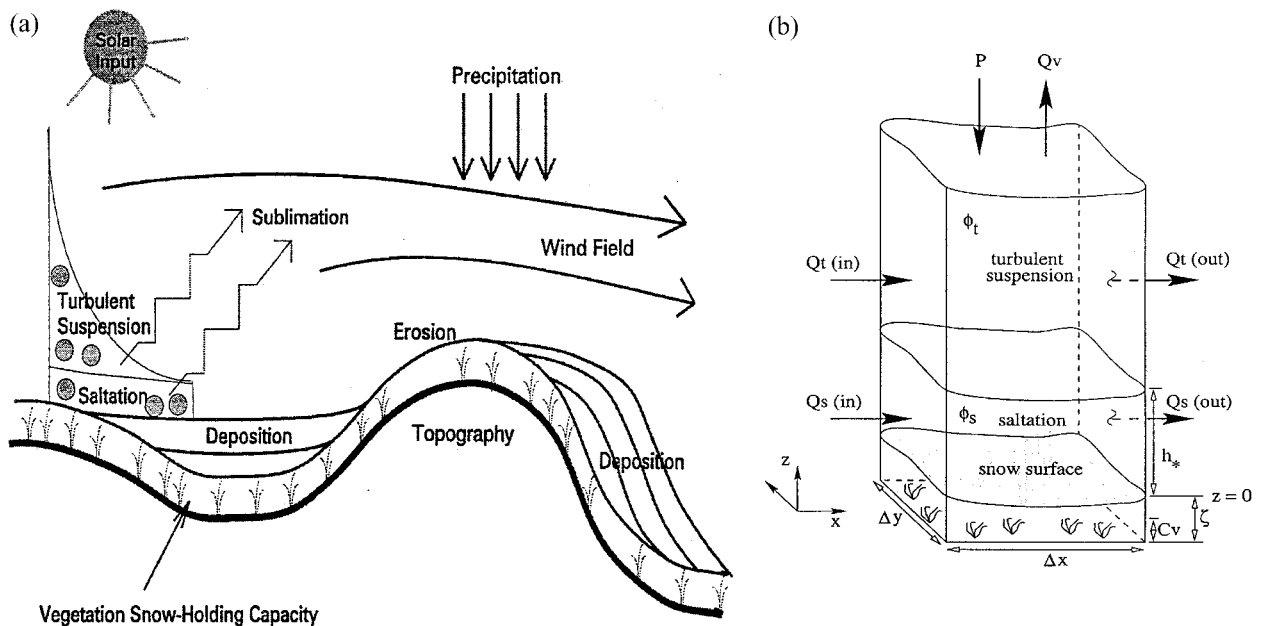 (a)
Solar
Input
Precipitation
Sublimation
Wind Field
Turbulent
Suspension
Erosion
Saltation
Deposition
Topography
Deposition
Vegetation Snow-Holding Capacity
(b)
P
Qv
ϕt
turbulent
suspension
Qt (in)
Qt (out)
Qs (in)
ϕs
saltation
Qs (out)
snow surface
h*
z
x
z = 0
ζ
Cv
Δy
Δx